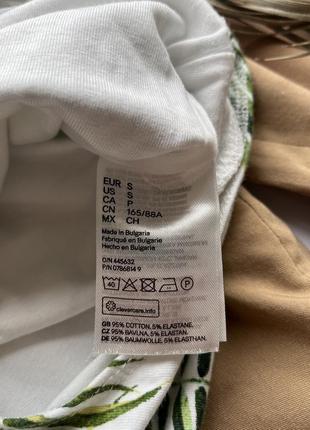 EUR S
US S
CA P
CN 165/88A
MX CH
Made in Bulgaria
Fabriqué en Bulgarie
Hecho en Bulgaria
O/N 445632
P/N 0786814 9
40 P
clevercare.info
GB 95% COTTON, 5% ELASTANE.
CZ 95% BAVLNA, 5% ELASTAN.
DE 95% BAUMWOLLE, 5% ELASTHAN.